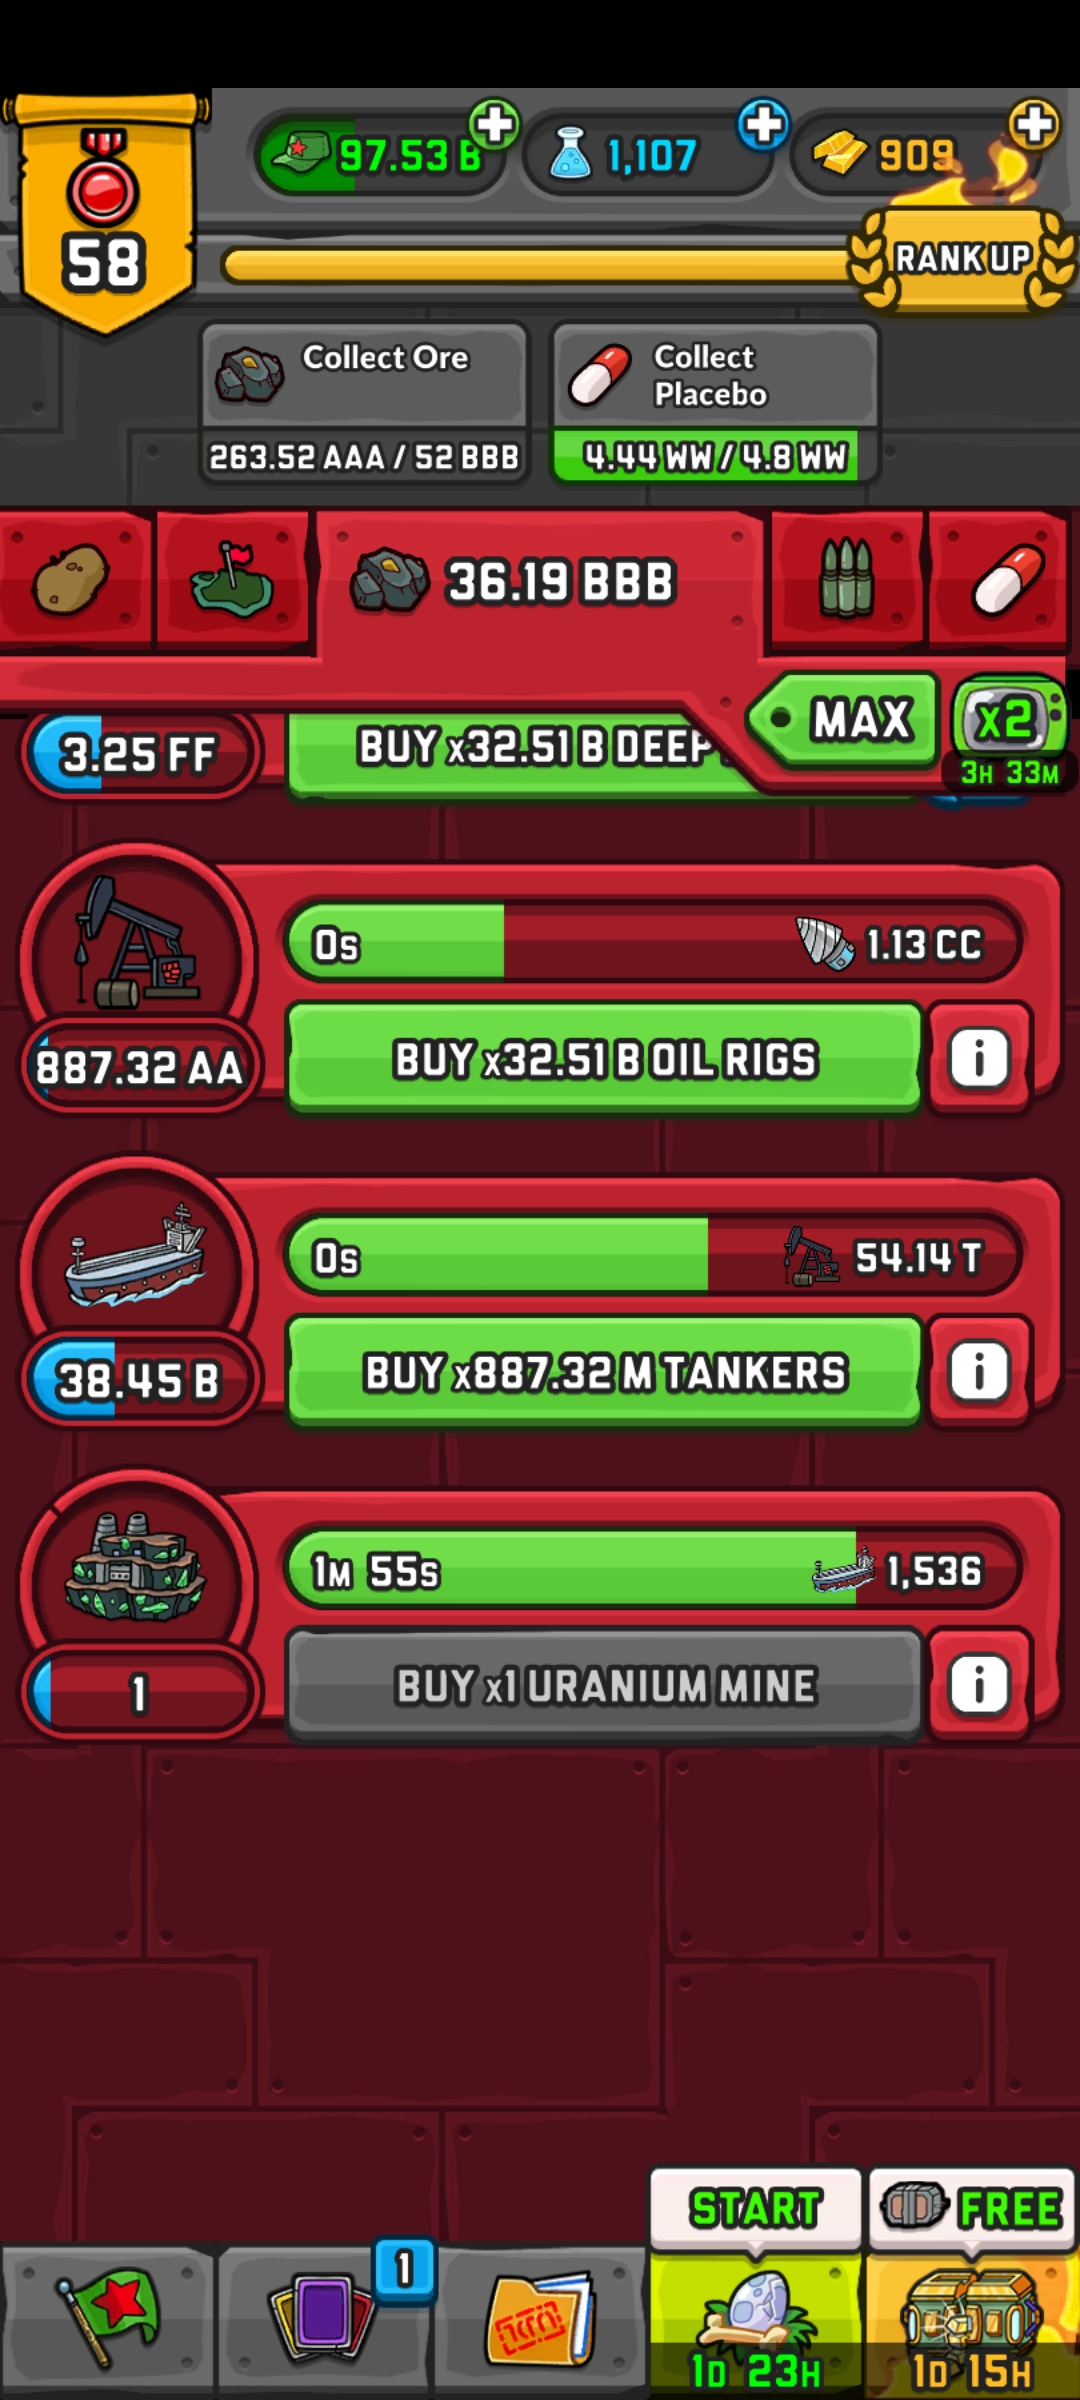 97.53 B
1,107
909
58
RANK UP
Collect Ore
263.52 AAA / 52 BBB
Collect
Placebo
4.44 WW / 4.8 WW
36.19 BBB
MAX
x2
3H 33M
3.25 FF
BUY x32.51 B DEEP
0s
1.13 CC
887.32 AA
BUY x32.51 B OIL RIGS
i
0s
54.14 T
38.45 B
BUY x887.32 M TANKERS
i
1M 55s
1,536
1
BUY x1 URANIUM MINE
i
START
FREE
1
1D 23H
1D 15H